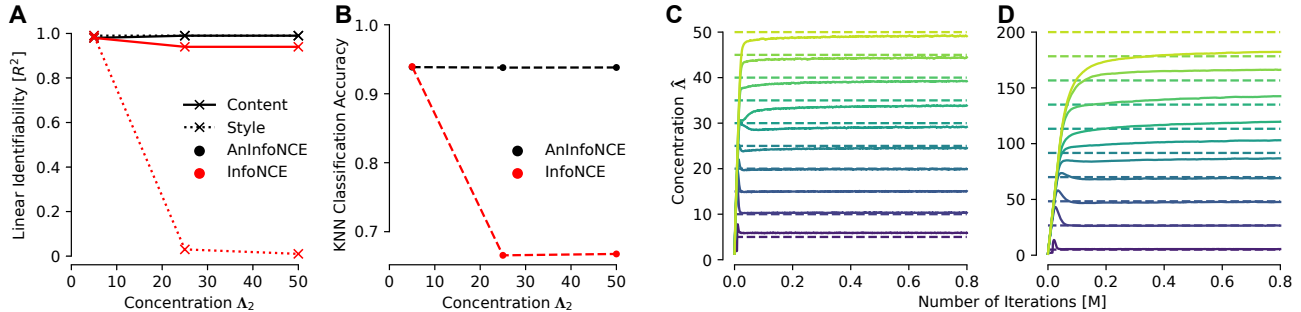 A
B
C
D
Linear Identifiability [R²]
1.0
0.8
0.6
0.4
0.2
0
Content
Style
AnInfoNCE
InfoNCE
0 10 20 30 40 50
Concentration Λ₂
KNN Classification Accuracy
1.0
0.9
0.8
0.7
AnInfoNCE
InfoNCE
0 10 20 30 40 50
Concentration Λ₂
Concentration Λ̂
50
40
30
20
10
0
0.0 0.2 0.4 0.6 0.8
200
150
100
50
0
0.0 0.2 0.4 0.6 0.8
Number of Iterations [M]